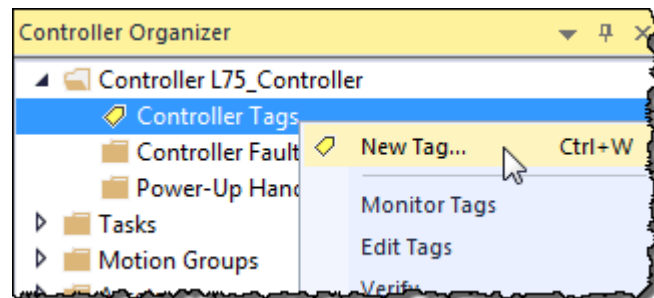 Controller Organizer
Controller L75_Controller
Controller Tags
Controller Fault
New Tag... Ctrl+W
Power-Up Hand
Monitor Tags
Tasks
Edit Tags
Motion Groups
Verify